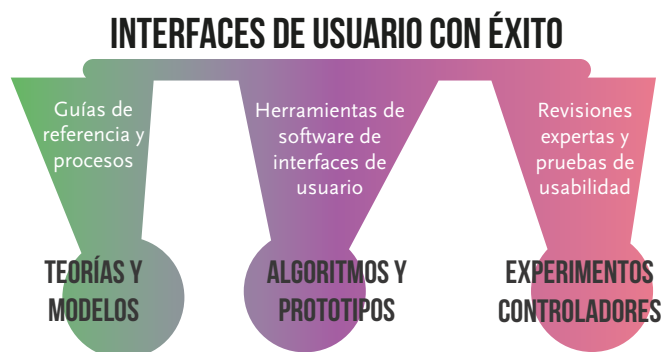 INTERFACES DE USUARIO CON ÉXITO
Guías de
referencia y
procesos
Herramientas de
software de
interfaces de
usuario
Revisiones
expertas y
pruebas de
usabilidad
TEORÍAS Y
MODELOS
ALGORITMOS Y
PROTOTIPOS
EXPERIMENTOS
CONTROLADORES